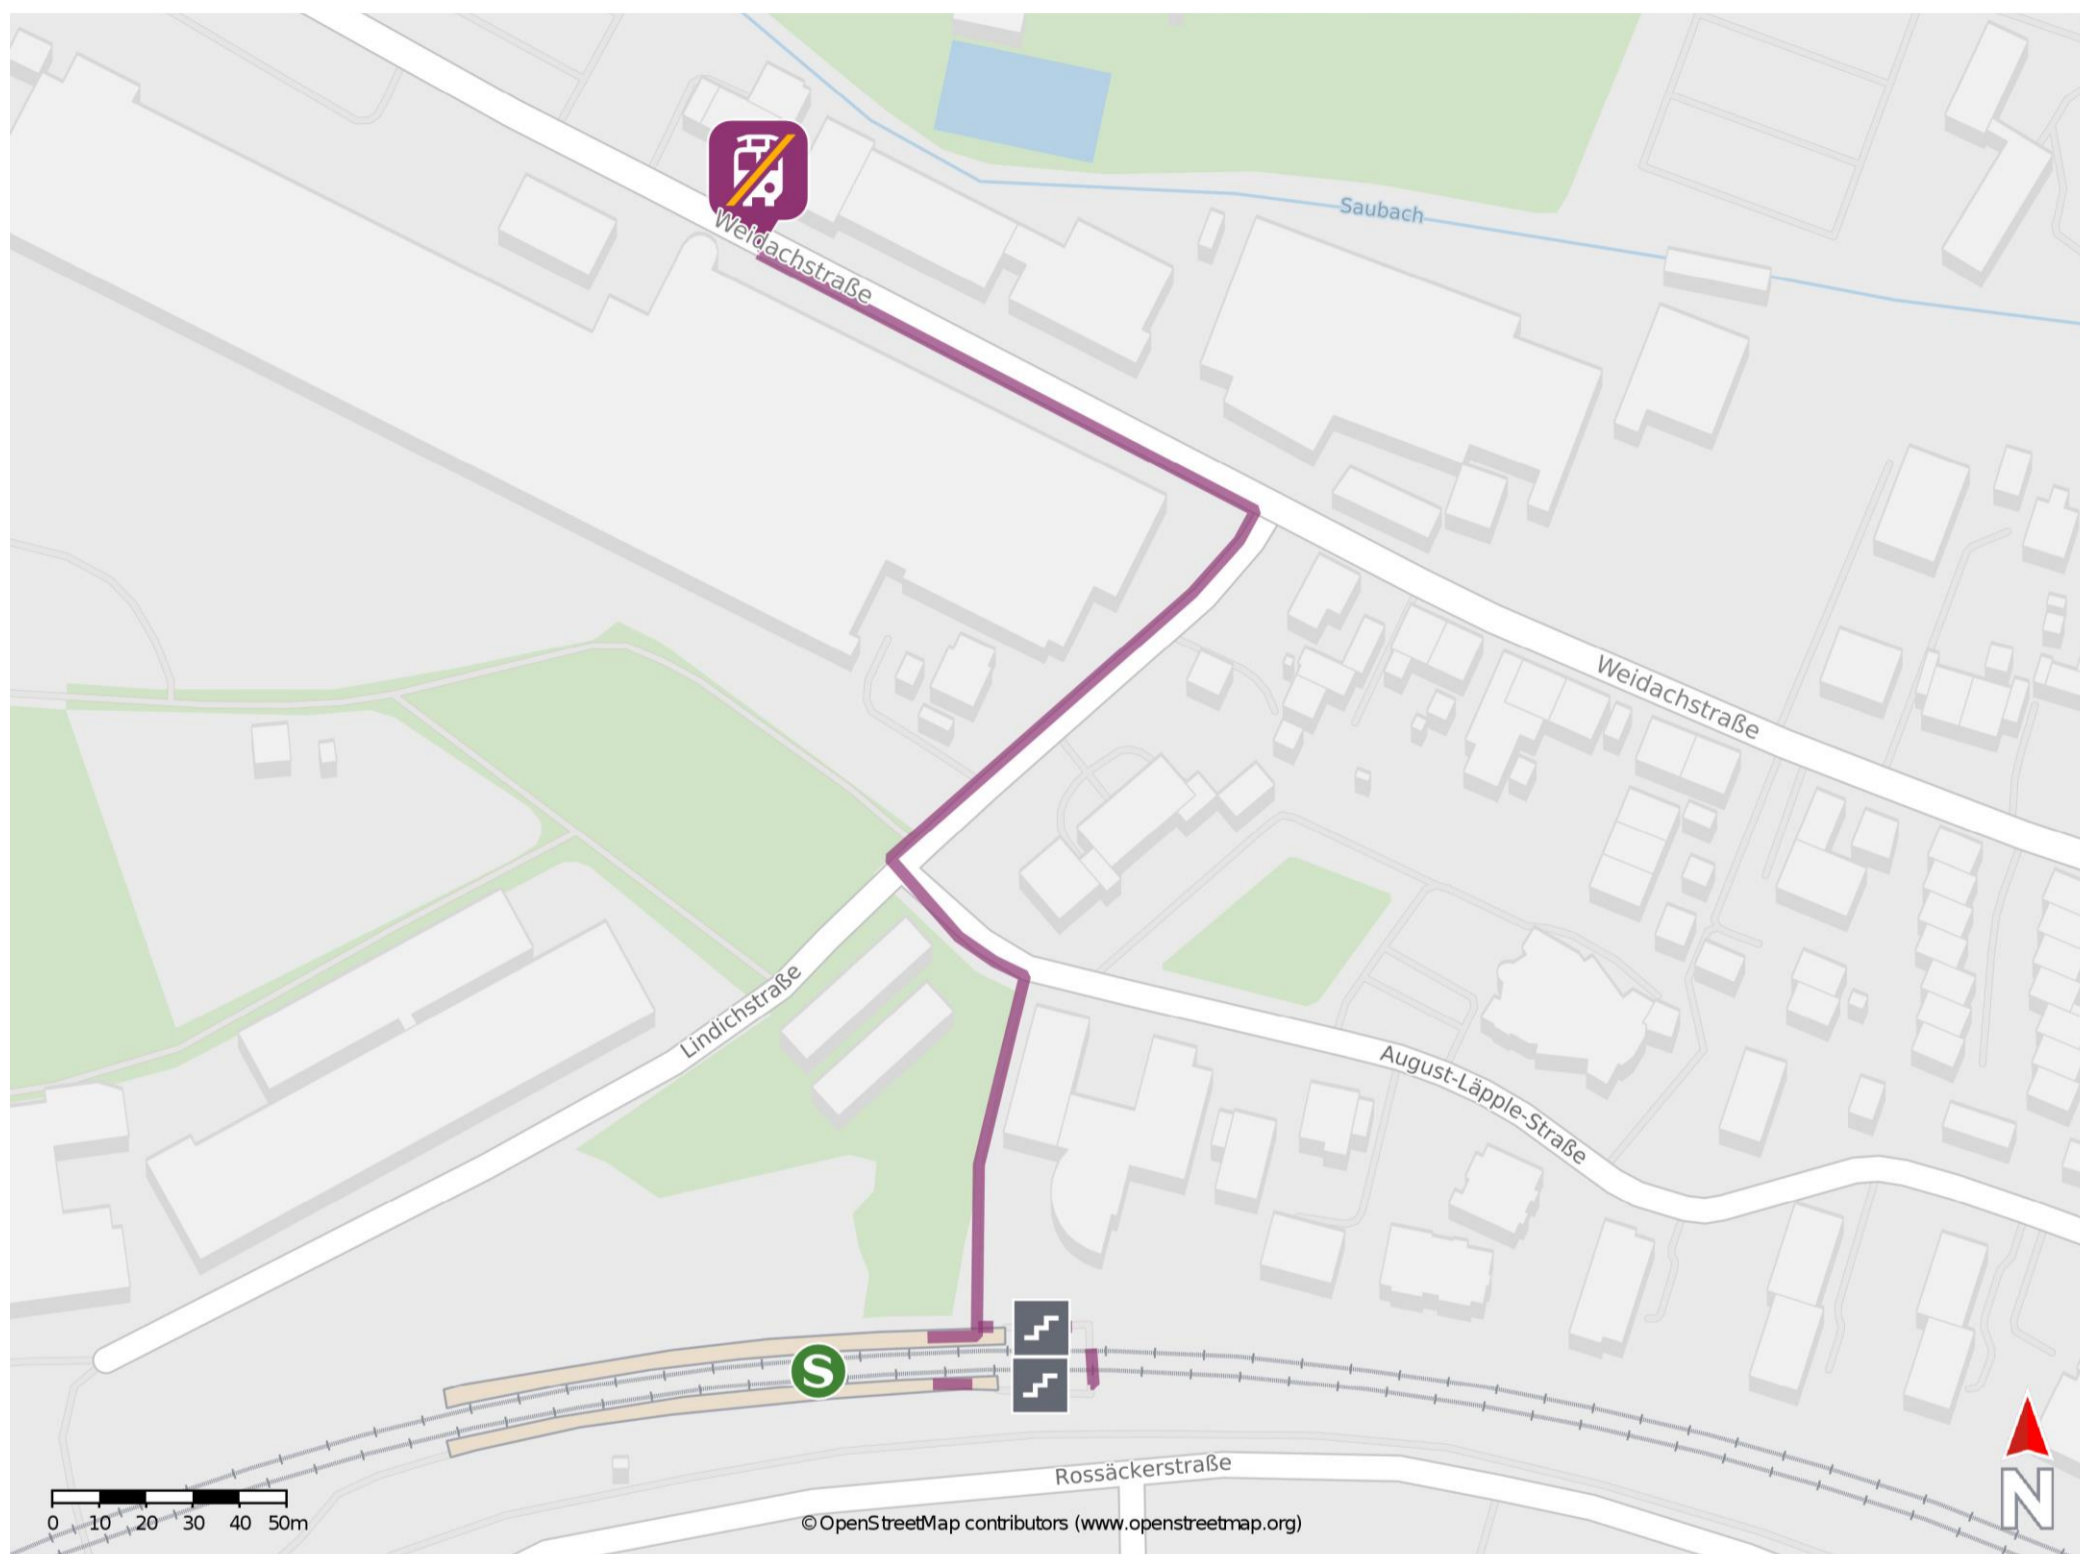 Saubach
Weidachstraße
Weidachstraße
Lindichstraße
August-Läpple-Straße
S
Rossäckerstraße
0 10 20 30 40 50m
©OpenStreetMap contributors (www.openstreetmap.org)
N